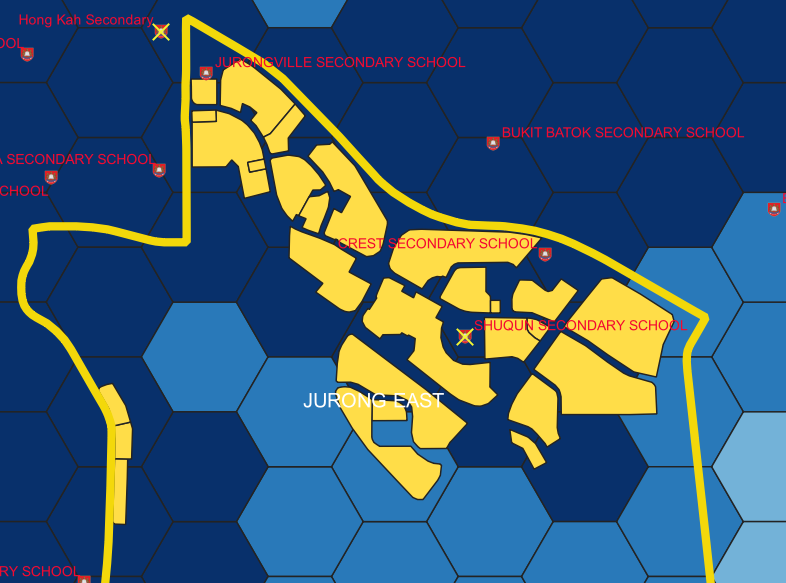 Hong Kah Secondary
OOL
JURONGVILLE SECONDARY SCHOOL
BUKIT BATOK SECONDARY SCHOOL
A SECONDARY SCHOOL
CHOOL
CREST SECONDARY SCHOOL
SHUQUN SECONDARY SCHOOL
JURONG EAST
RY SCHOOL